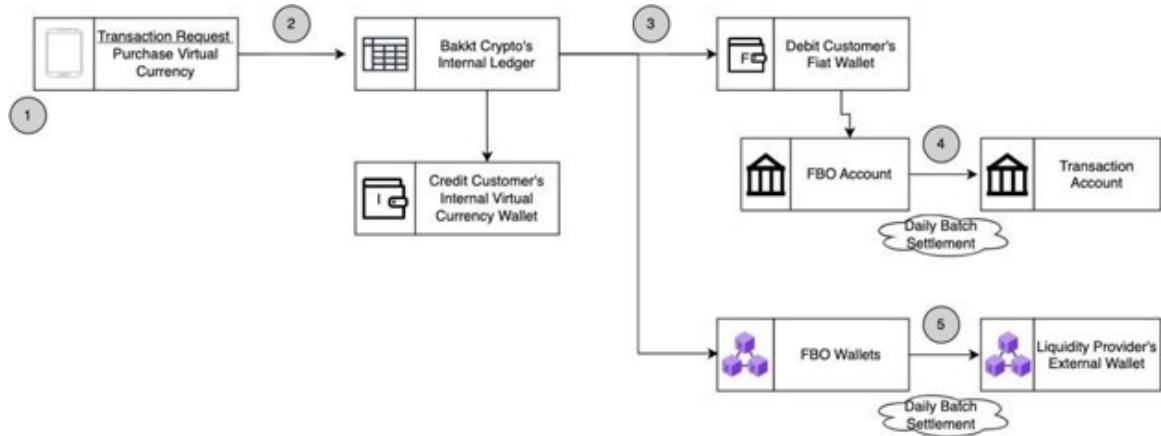 2
3
Transaction Request
Purchase Virtual
Currency
Bakkt Crypto's
Internal Ledger
F
Debit Customer's
Fiat Wallet
1
4
FBO Account
Transaction
Account
I
Credit Customer's
Internal Virtual
Currency Wallet
Daily Batch
Settlement
5
FBO Wallets
Liquidity Provider's
External Wallet
Daily Batch
Settlement